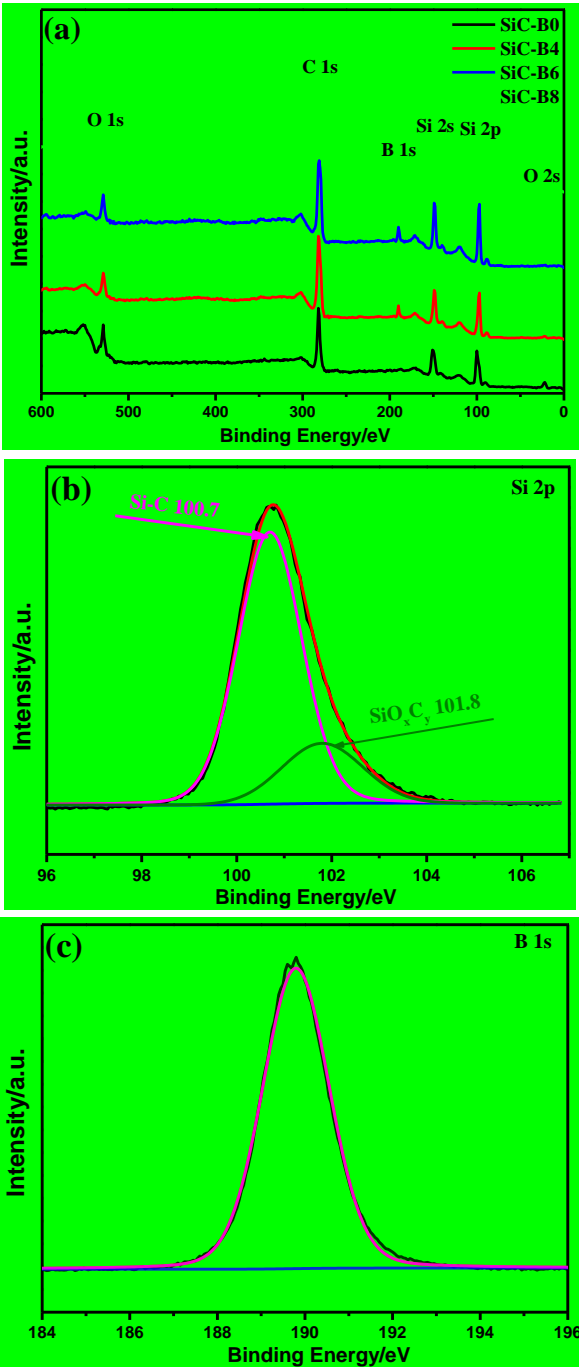 (a)
SiC-B0
SiC-B4
SiC-B6
SiC-B8
C 1s
O 1s
Si 2s
Si 2p
B 1s
O 2s
Intensity/a.u.
600 500 400 300 200 100 0
Binding Energy/eV
(b)
Si 2p
Si-C 100.7
SiOxCy 101.8
Intensity/a.u.
96 98 100 102 104 106
Binding Energy/eV
(c)
B 1s
Intensity/a.u.
184 186 188 190 192 194 196
Binding Energy/eV